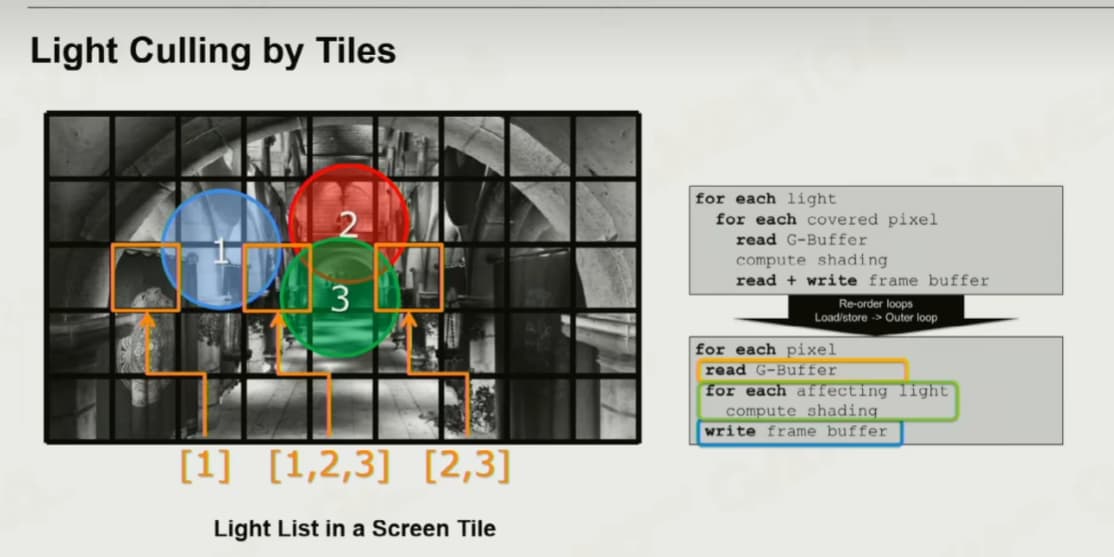 Light Culling by Tiles
1
2
3
[1] [1,2,3] [2,3]
Light List in a Screen Tile
for each light
for each covered pixel
read G-Buffer
compute shading
read + write frame buffer
Re-order loops
Load/store -> Outer loop
for each pixel
read G-Buffer
for each affecting light
compute shading
write frame buffer